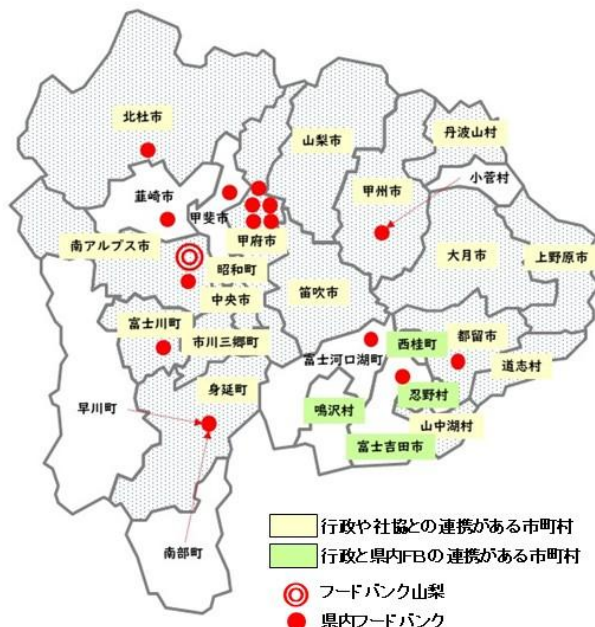 北杜市
丹波山村
山梨市
韮崎市
甲斐市
甲州市
小菅村
甲府市
南アルプス市
昭和町
大月市
上野原市
中央市
笛吹市
富士川町
市川三郷町
西桂町
都留市
富士河口湖町
道志村
身延町
忍野村
早川町
鳴沢村
山中湖村
富士吉田市
南部町
行政や社協との連携がある市町村
行政と県内FBの連携がある市町村
フードバンク山梨
県内フードバンク